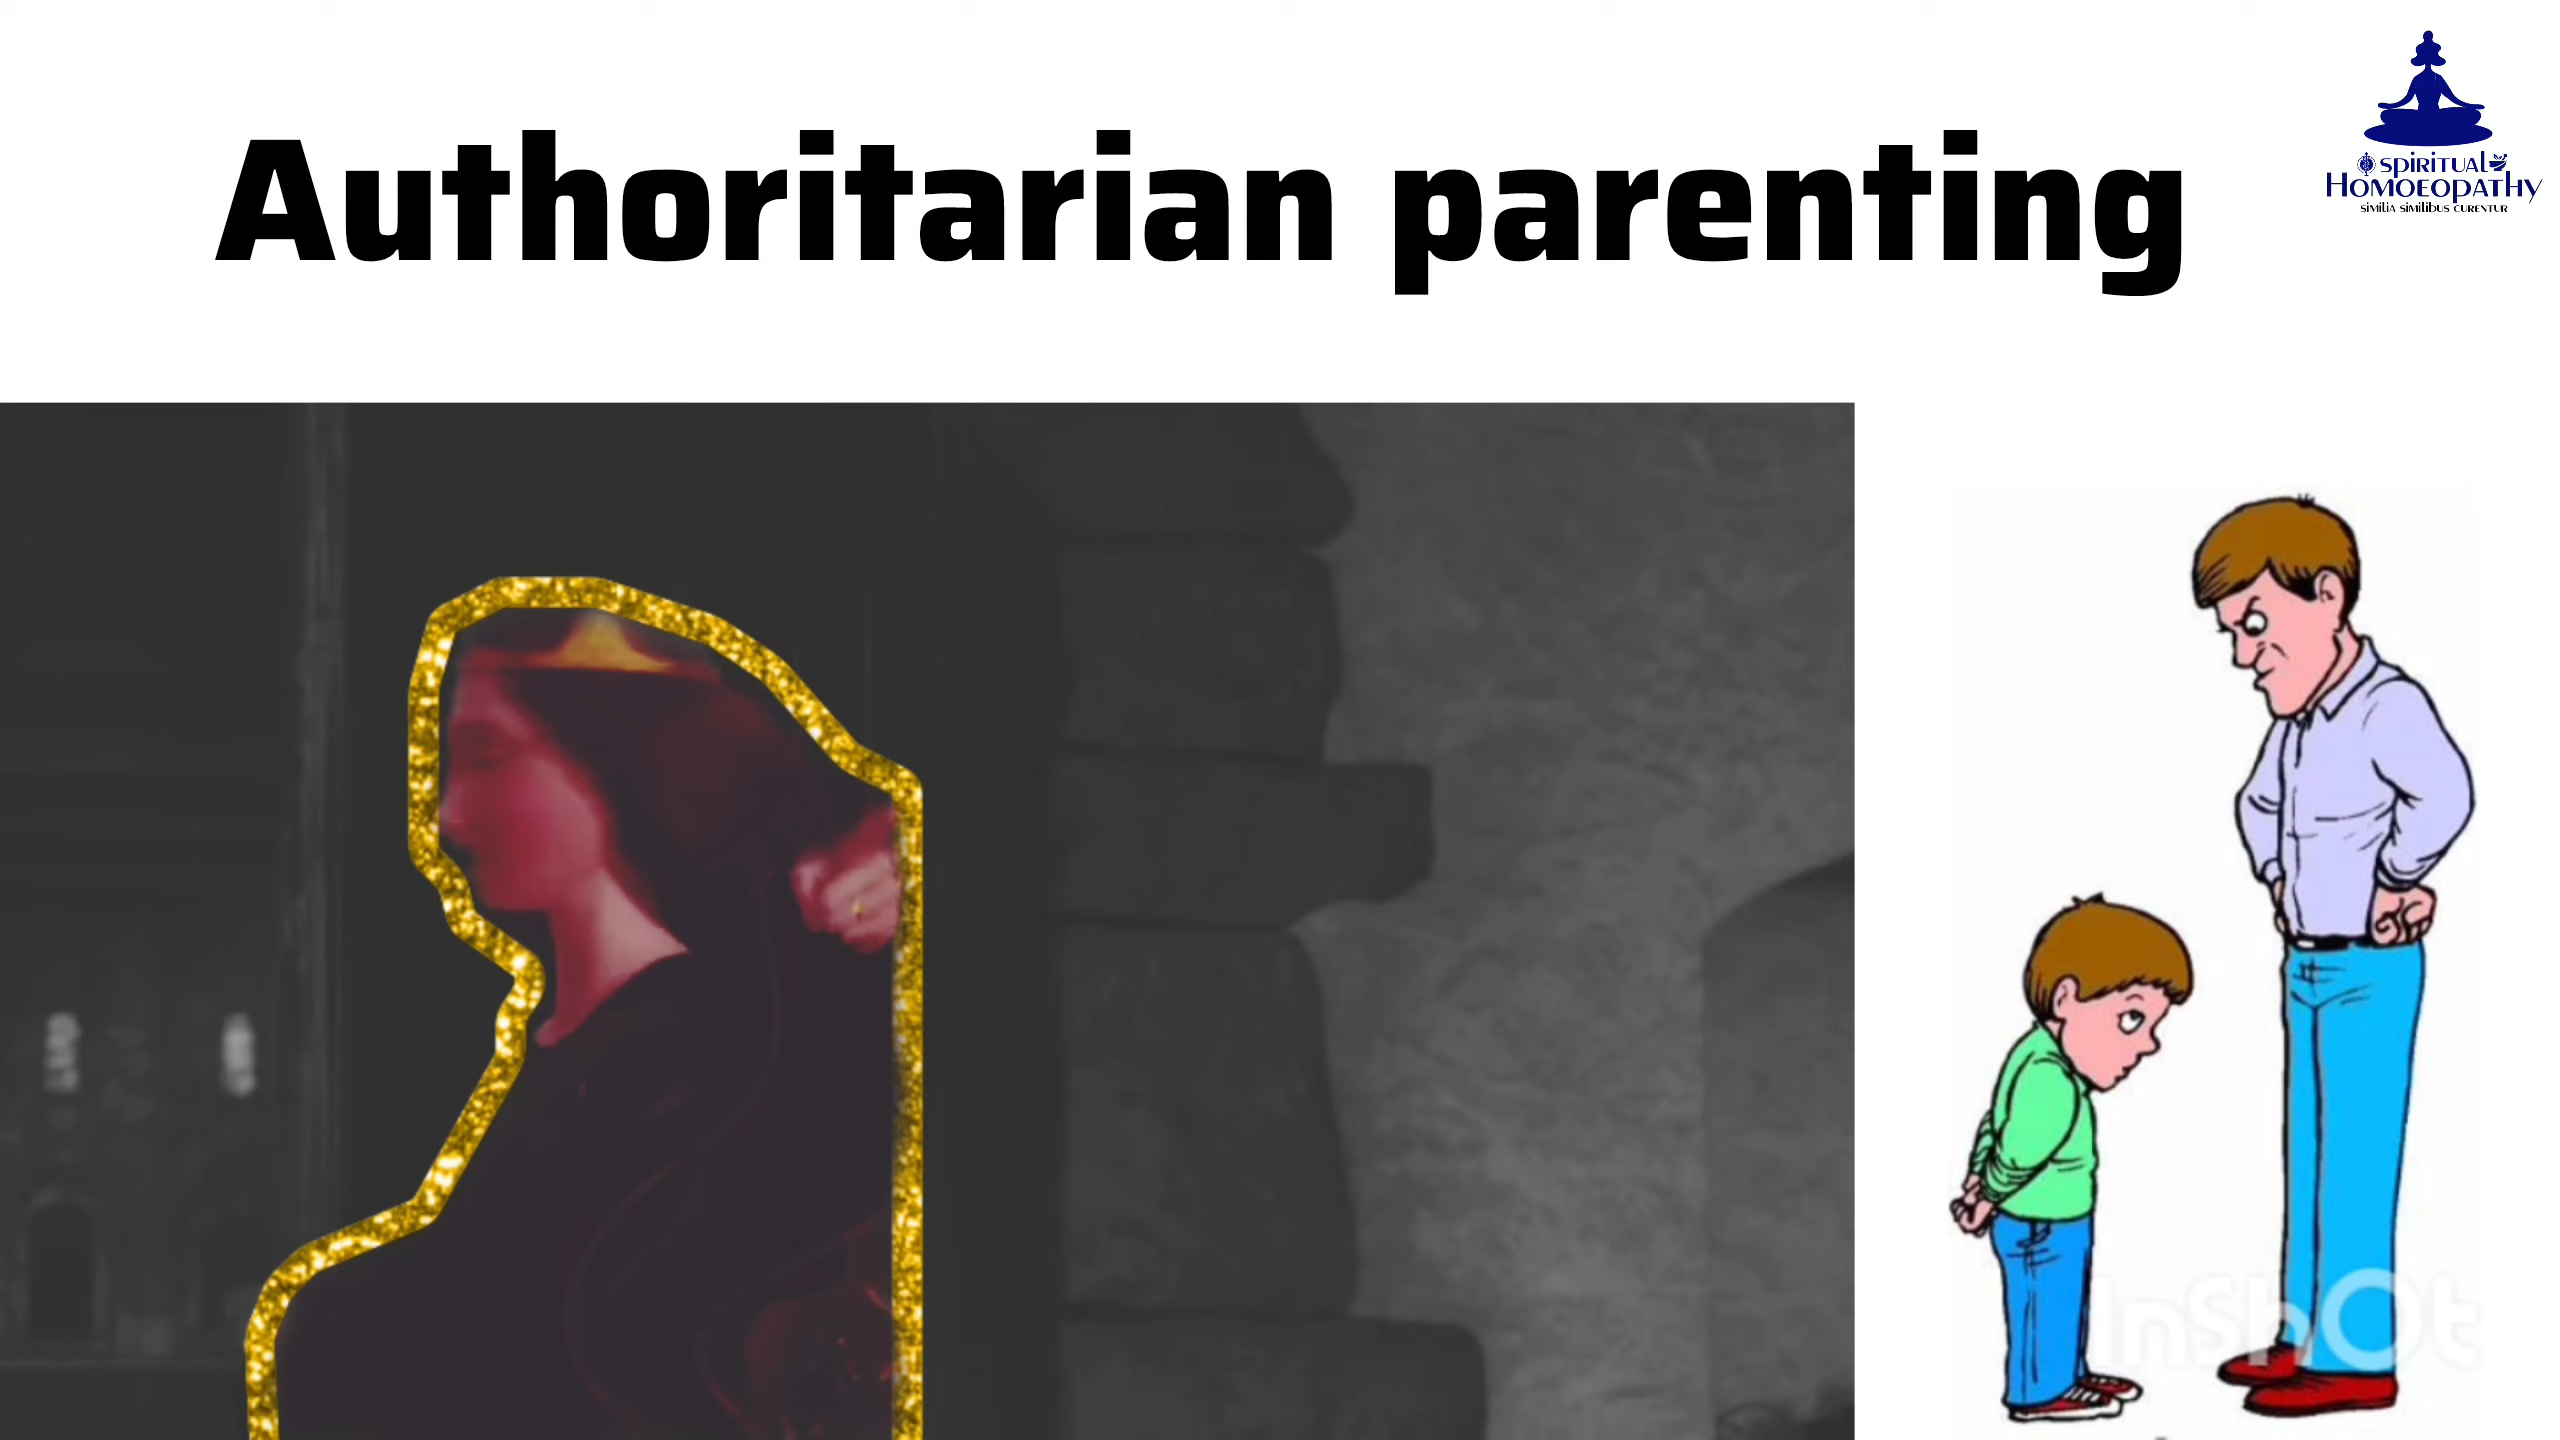 Authoritarian parenting
spiritual
Homoeopathy
similia similibus curentur
InShOt